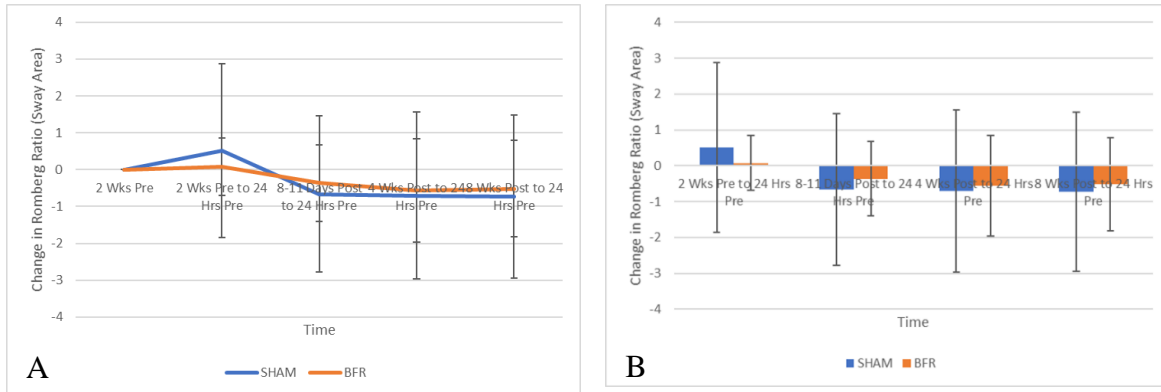 4
3
2
1
0
-1
-2
-3
-4
Change in Romberg Ratio (Sway Area)
2 Wks Pre
2 Wks Pre to 24
Hrs Pre
8-11 Days Post
to 24 Hrs Pre
4 Wks Post to 24
Hrs Pre
8 Wks Post to 24
Hrs Pre
Time
SHAM BFR
A
4
3
2
1
0
-1
-2
-3
-4
Change in Romberg Ratio (Sway Area)
2 Wks Pre to 24 Hrs
Pre
8-11 Days Post to 24
Hrs Pre
4 Wks Post to 24 Hrs
Pre
8 Wks Post to 24 Hrs
Pre
Time
SHAM BFR
B